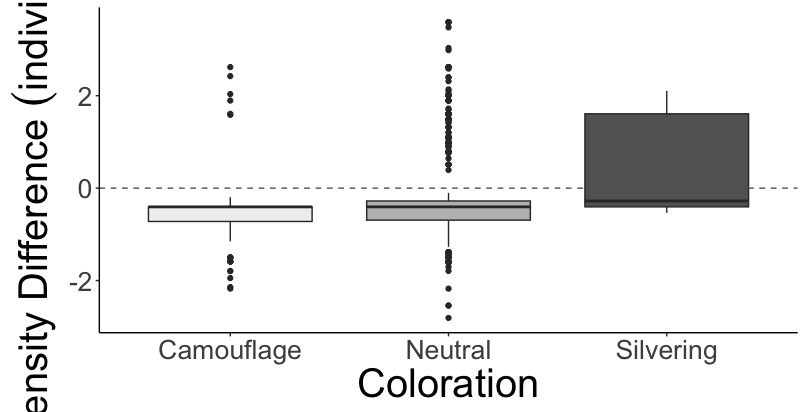 ensity Difference (indivi
2
0
-2
Camouflage Neutral Silvering
Coloration